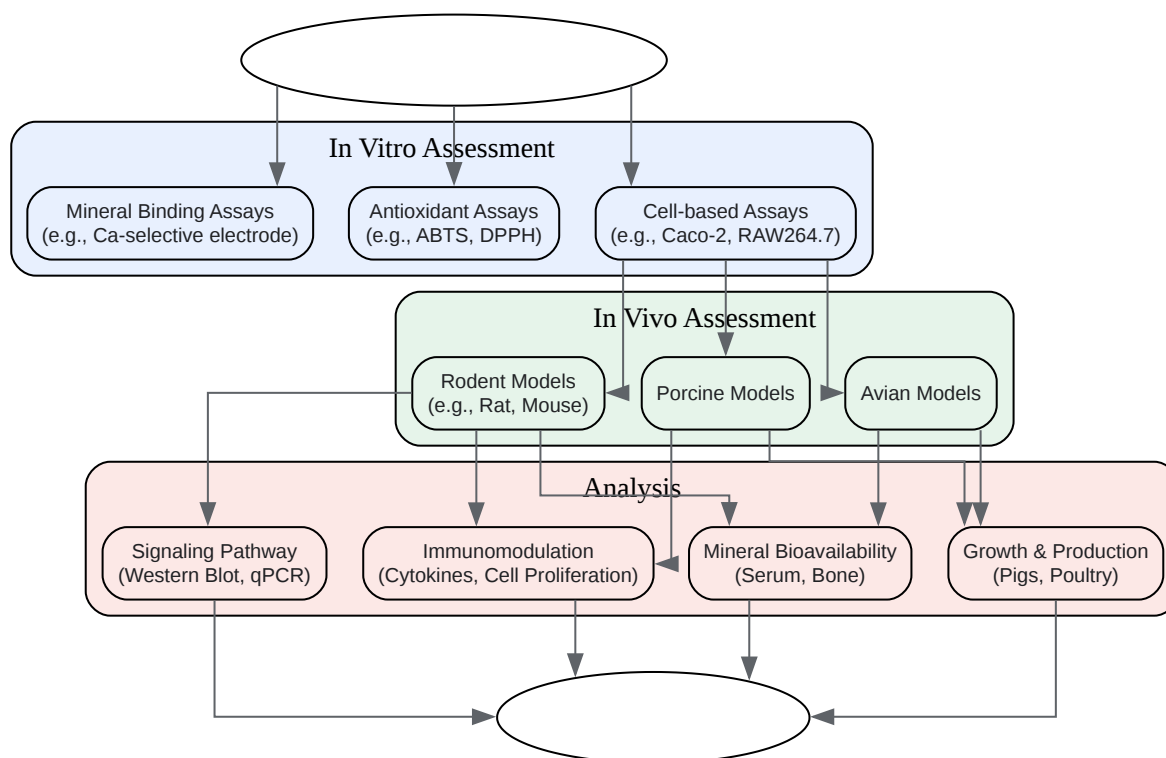 In Vitro Assessment
Mineral Binding Assays
(e.g., Ca-selective electrode)
Antioxidant Assays
(e.g., ABTS, DPPH)
Cell-based Assays
(e.g., Caco-2, RAW264.7)
In Vivo Assessment
Rodent Models
(e.g., Rat, Mouse)
Porcine Models
Avian Models
Analysis
Signaling Pathway
(Western Blot, qPCR)
Immunomodulation
(Cytokines, Cell Proliferation)
Mineral Bioavailability
(Serum, Bone)
Growth & Production
(Pigs, Poultry)